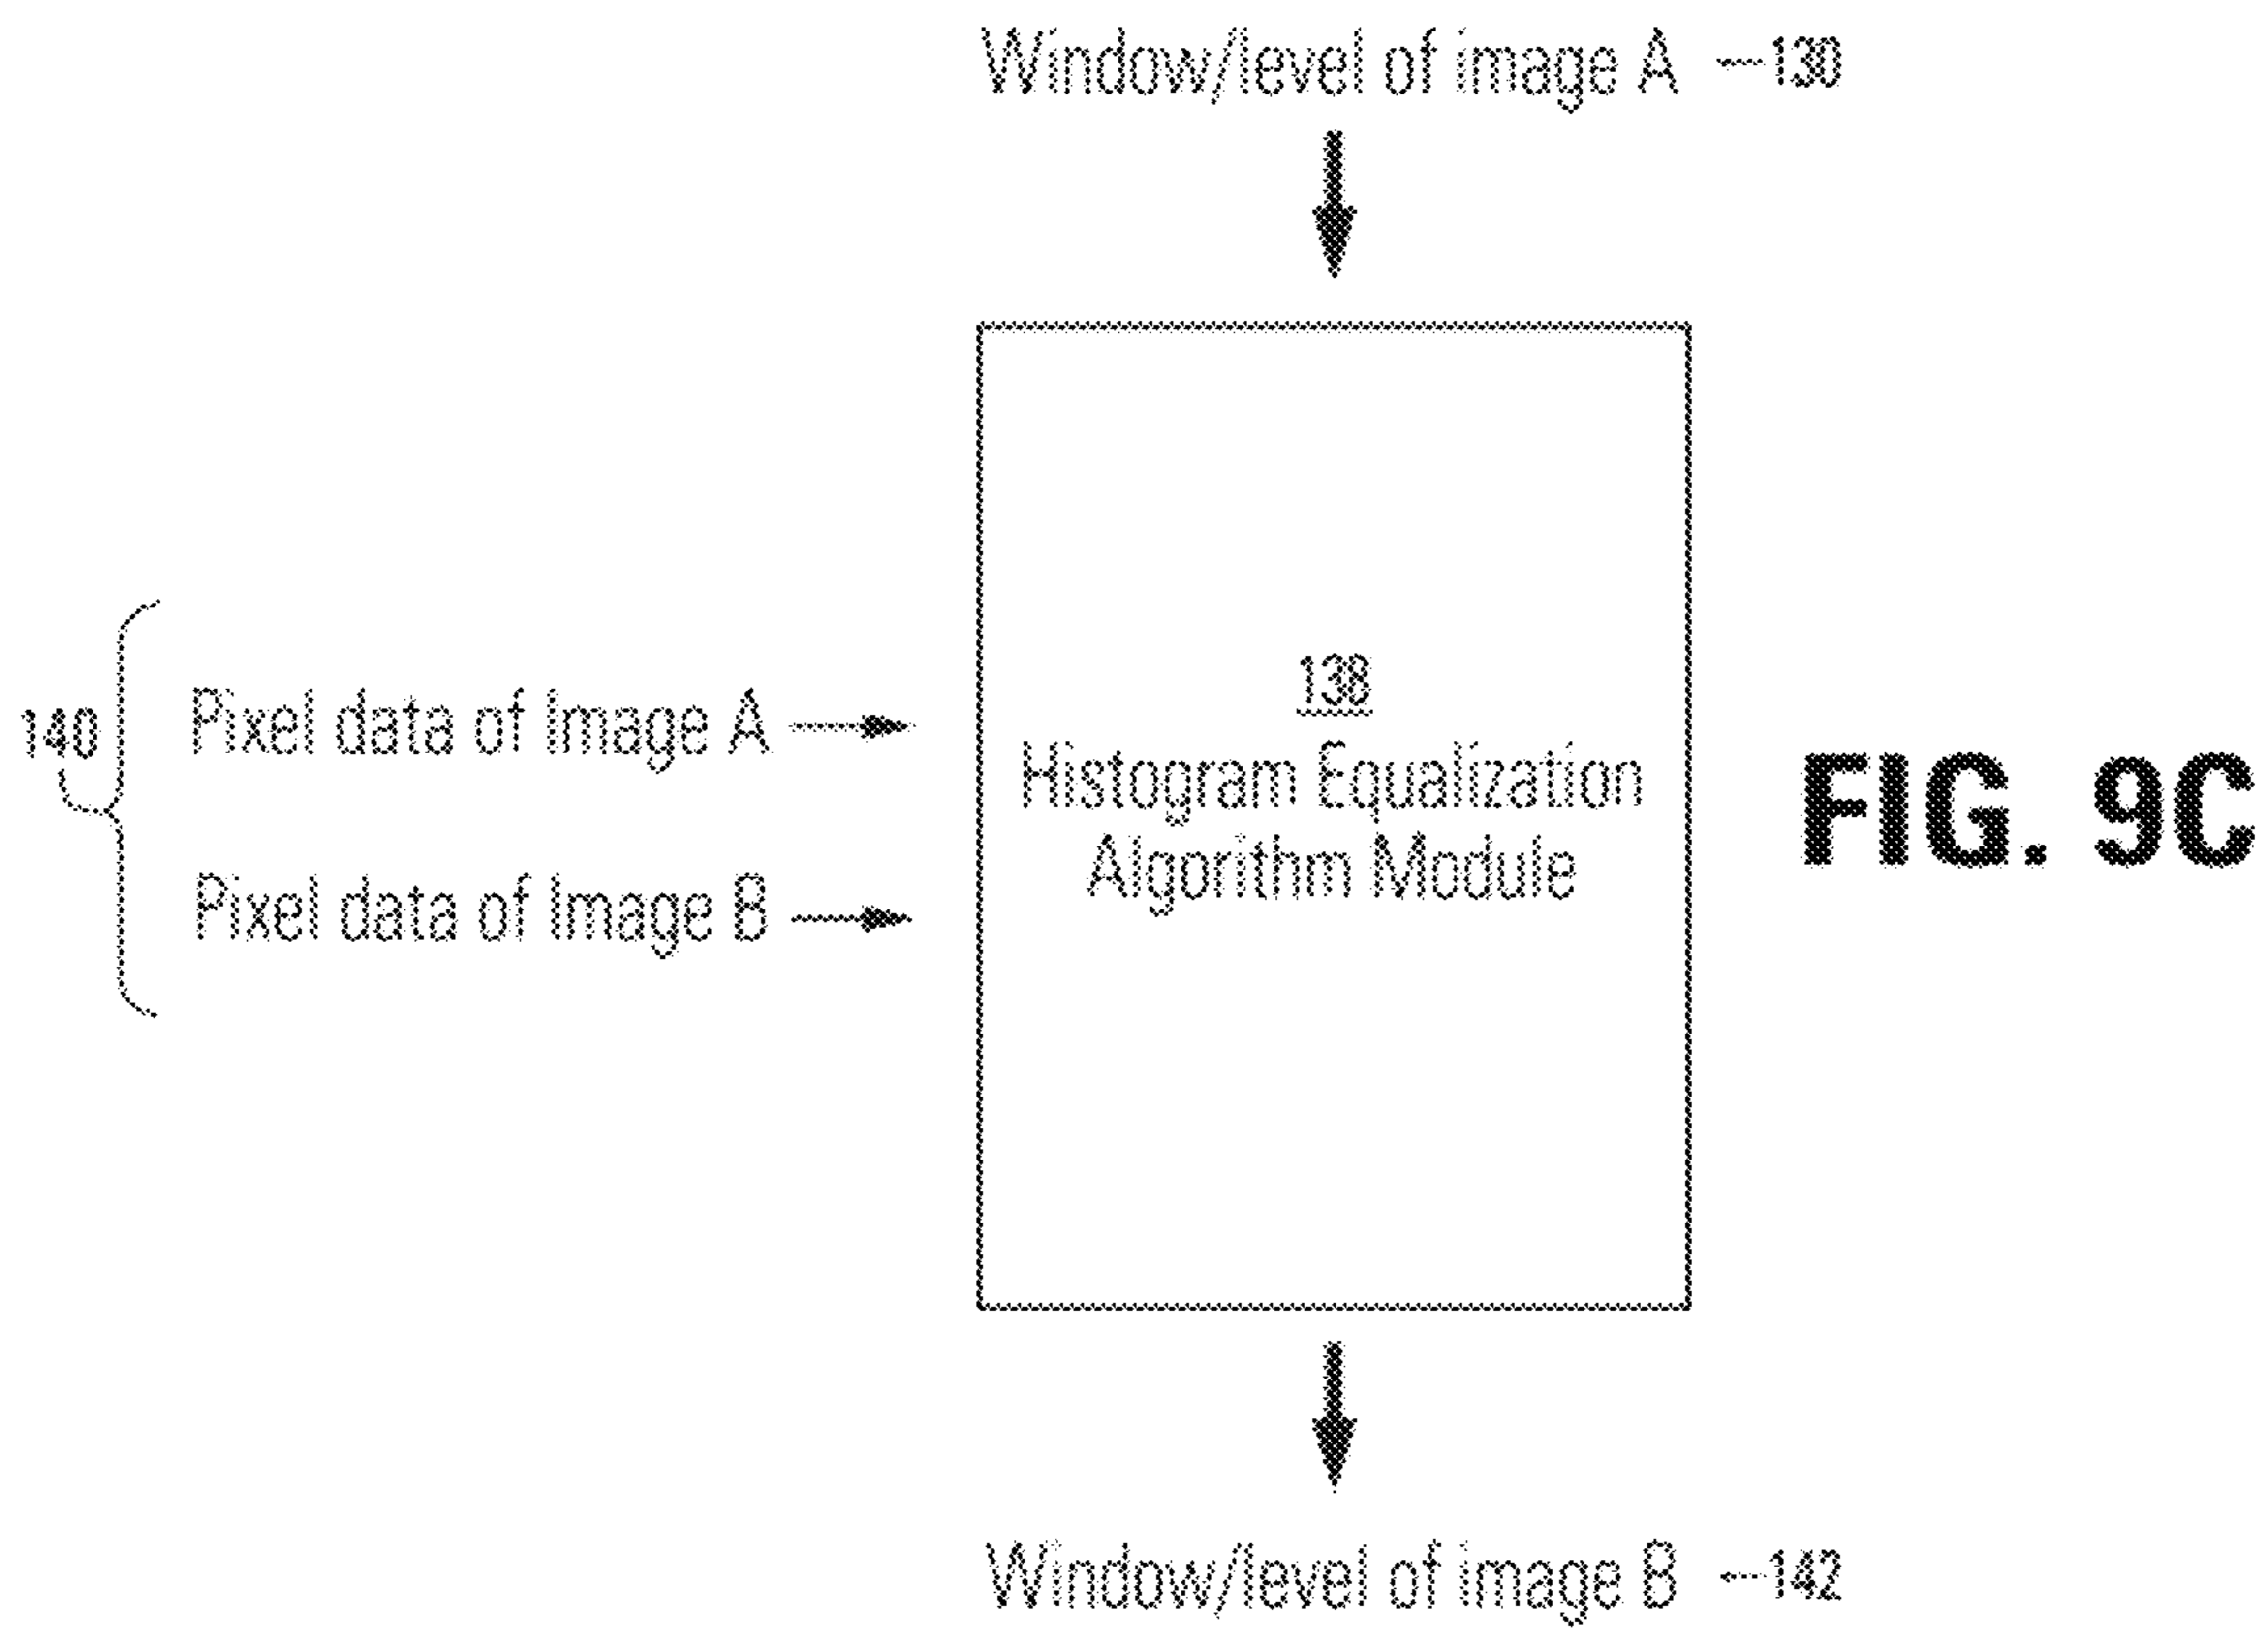 Window/level of image A 130
138
140
Pixel data of Image A
Histogram Equalization
Algorithm Module
FIG. 9C
Pixel data of Image B
Window/level of image B 142